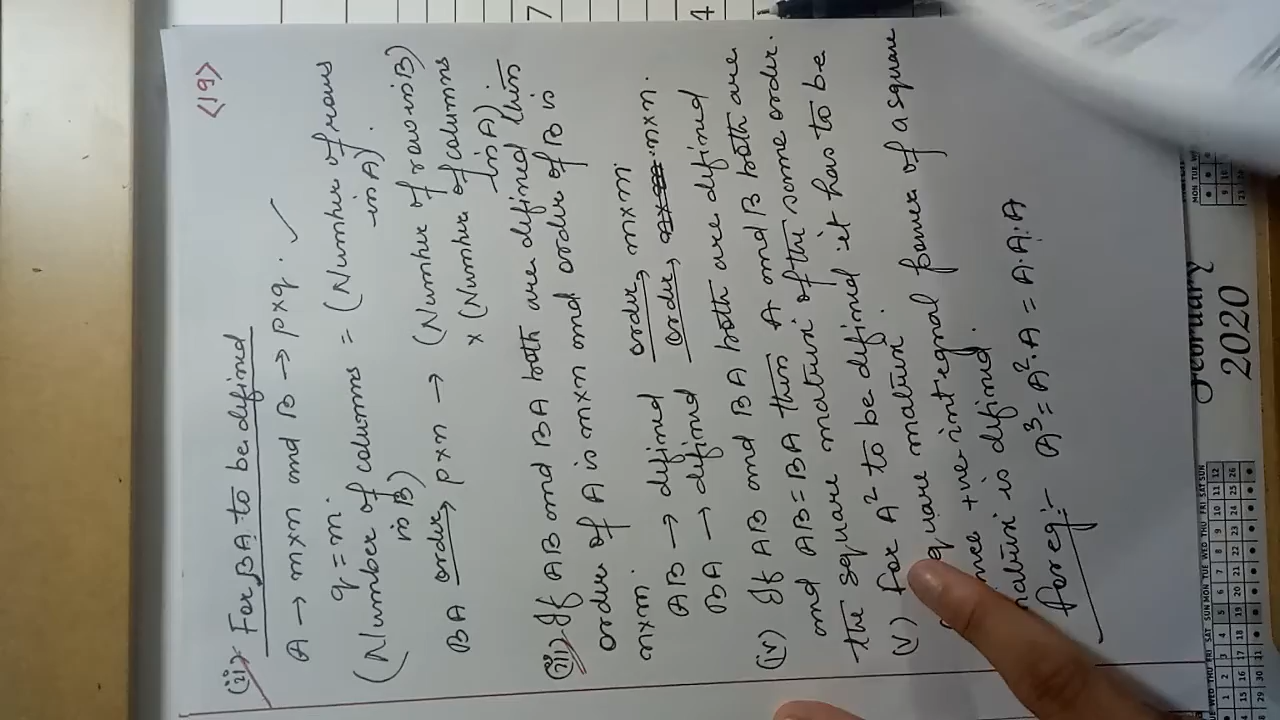 <19>
(ii) For BA to be defined
A → m×n and B → p×q. ✓
q = m
(Number of columns = (Number of rows
in B) in A).
BA order→ p×n → (Number of rows in B)
× (Number of columns
in A).
(iii) If AB and BA both are defined then
order of A is m×n and order of B is
n×m.
AB → defined order→ m×m
BA → defined order→ n×n.
(iv) If AB and BA both are defined
and AB = BA then A and B both are
the square matrix of the same order.
(v) For A² to be defined it has to be
quare matrix.
+ve integral power of a square
matrix is defined.
for eg:- A³ = A².A = A.A.A
February
2020
MON TUE WED THU FRI SAT SUN
7
4